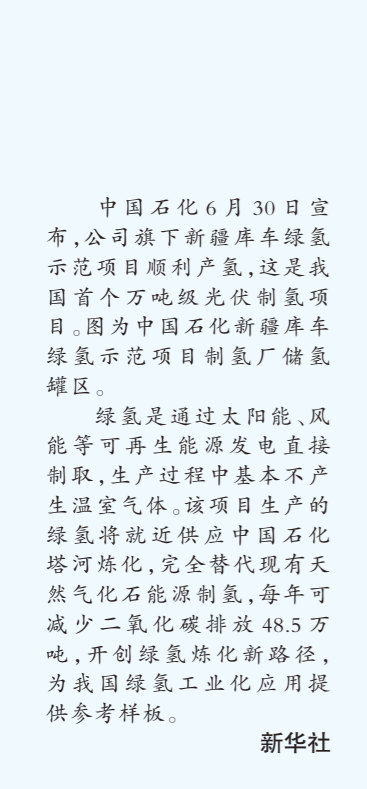 中国石化6月30日宣
布,公司旗下新疆库车绿氢
示范项目顺利产氢,这是我
国首个万吨级光伏制氢项
目。图为中国石化新疆库车
绿氢示范项目制氢厂储氢
罐区。
绿氢是通过太阳能、风
能等可再生能源发电直接
制取,生产过程中基本不产
生温室气体。该项目生产的
绿氢将就近供应中国石化
塔河炼化,完全替代现有天
然气化石能源制氢,每年可
减少二氧化碳排放48.5万
吨,开创绿氢炼化新路径,
为我国绿氢工业化应用提
供参考样板。
新华社